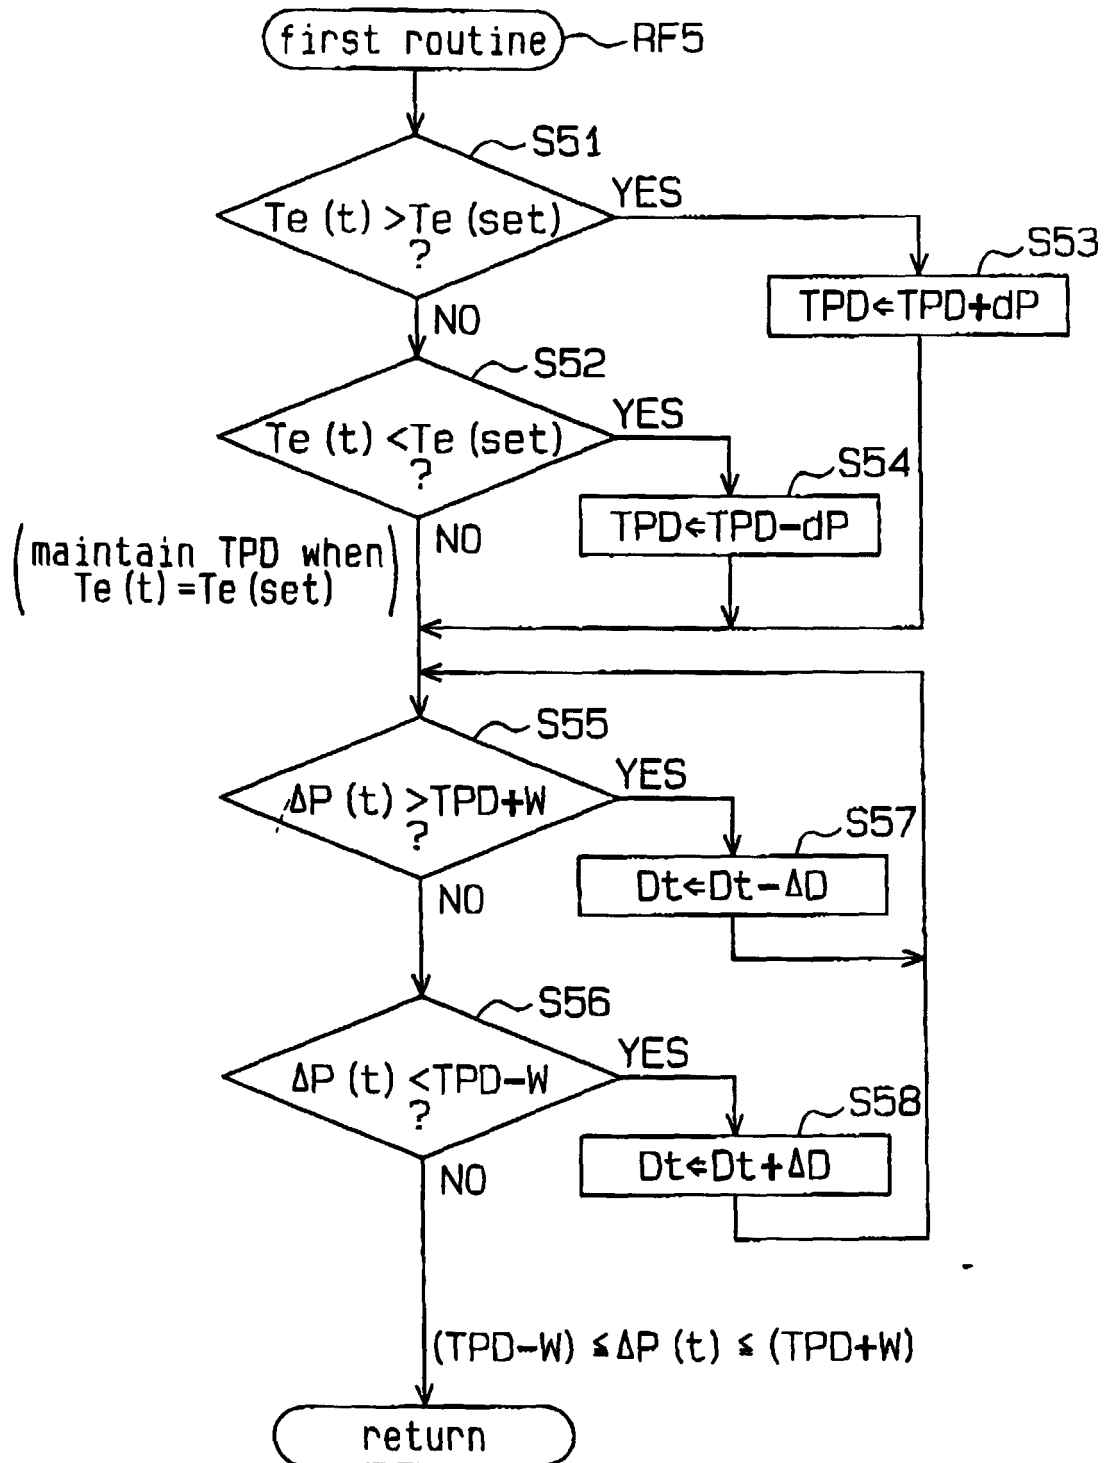 first routine
RF5
S51
Te (t) >Te (set)
?
YES
NO
S53
TPD⇐TPD+dP
S52
Te (t) <Te (set)
?
YES
NO
S54
TPD⇐TPD−dP
(maintain TPD when
Te (t) =Te (set))
S55
ΔP (t) >TPD+W
?
YES
NO
S57
Dt⇐Dt−ΔD
S56
ΔP (t) <TPD−W
?
YES
NO
S58
Dt⇐Dt+ΔD
(TPD−W) ≦ΔP (t) ≦ (TPD+W)
return